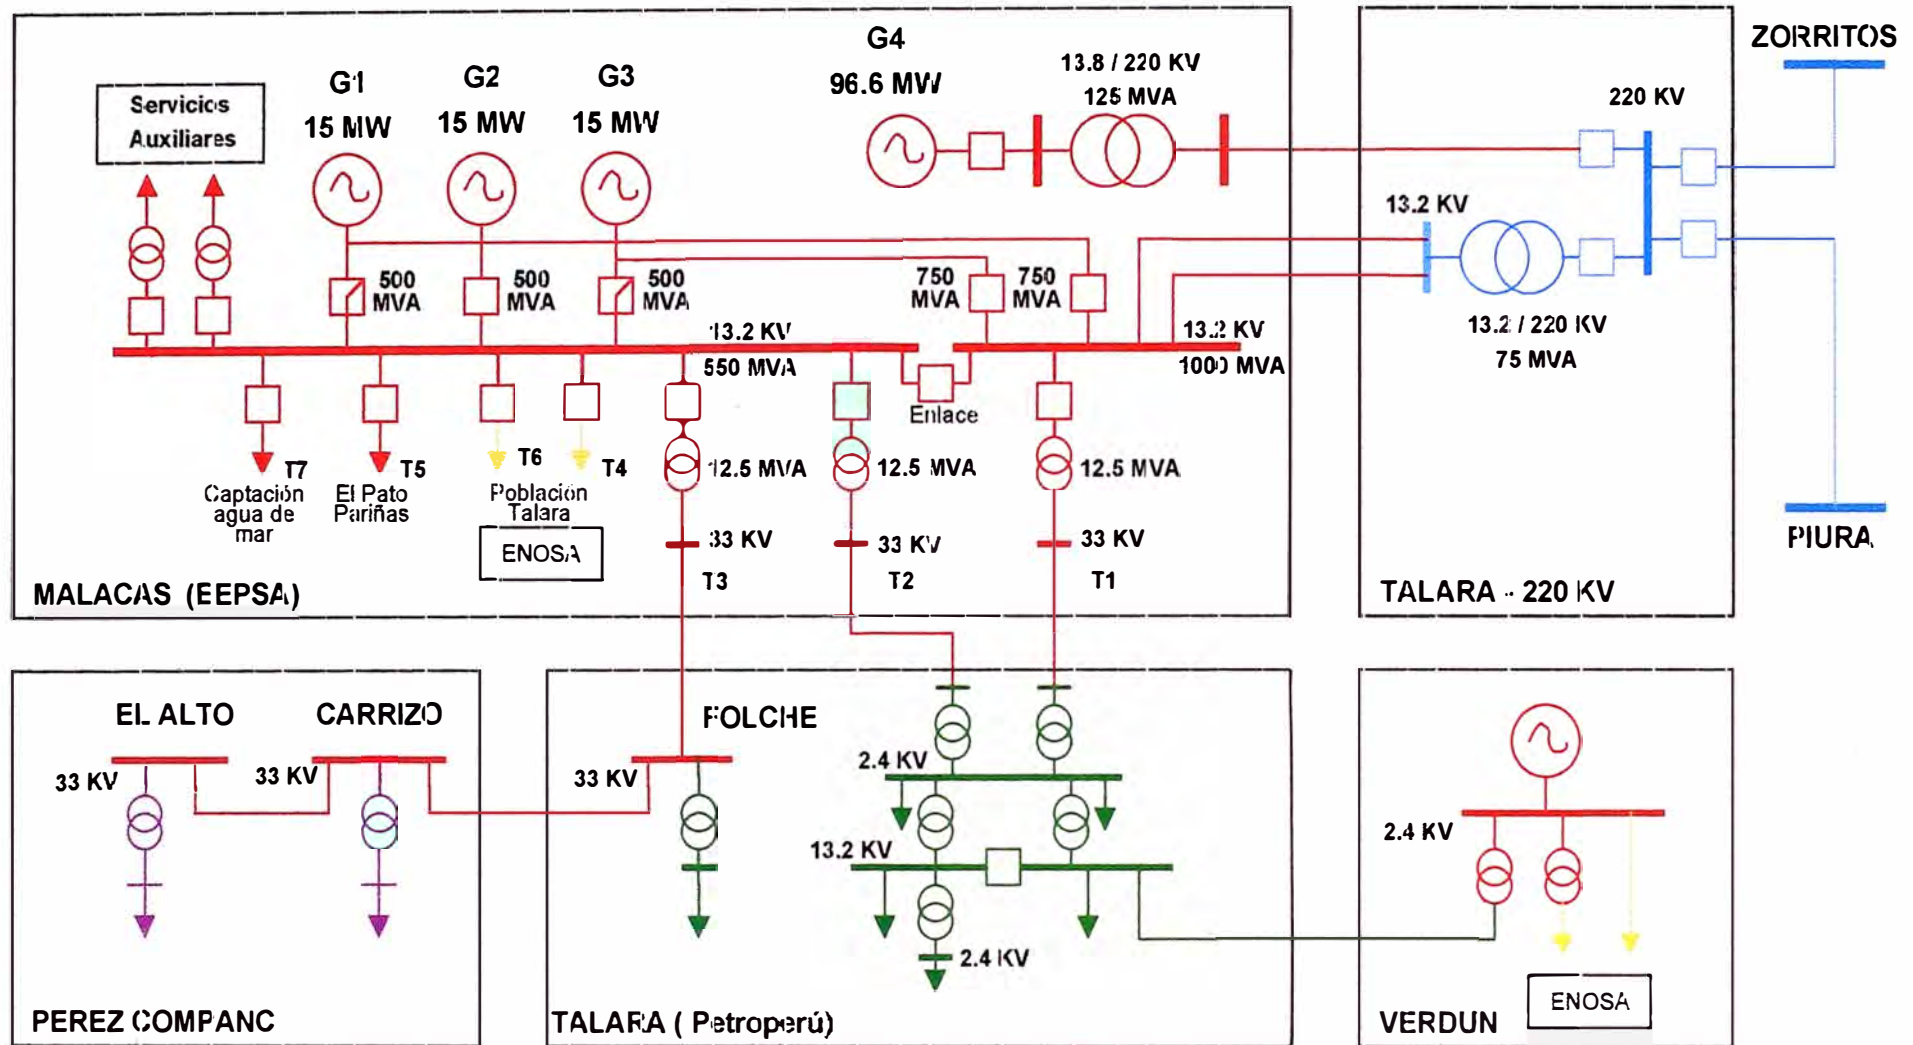 G1
15 MW
G2
15 MW
G3
15 MW
G4
96.6 MW
13.8 / 220 KV
125 MVA
Servicios
Auxiliares
500
MVA
500
MVA
500
MVA
750
MVA
750
MVA
13.2 KV
550 MVA
13.2 KV
1000 MVA
Enlace
T7
Captación
agua de
mar
T5
El Pato
Pariñas
T6
Población
Talara
ENOSA
T4
12.5 MVA
33 KV
T3
12.5 MVA
33 KV
T2
12.5 MVA
33 KV
T1
MALACAS (EEPSA)
220 KV
13.2 KV
13.2 / 220 KV
75 MVA
TALARA - 220 KV
ZORRITOS
PIURA
EL ALTO
33 KV
CARRIZO
33 KV
PEREZ COMPANC
FOLCHE
33 KV
2.4 KV
13.2 KV
2.4 KV
TALARA ( Petroperú)
2.4 KV
ENOSA
VERDUN